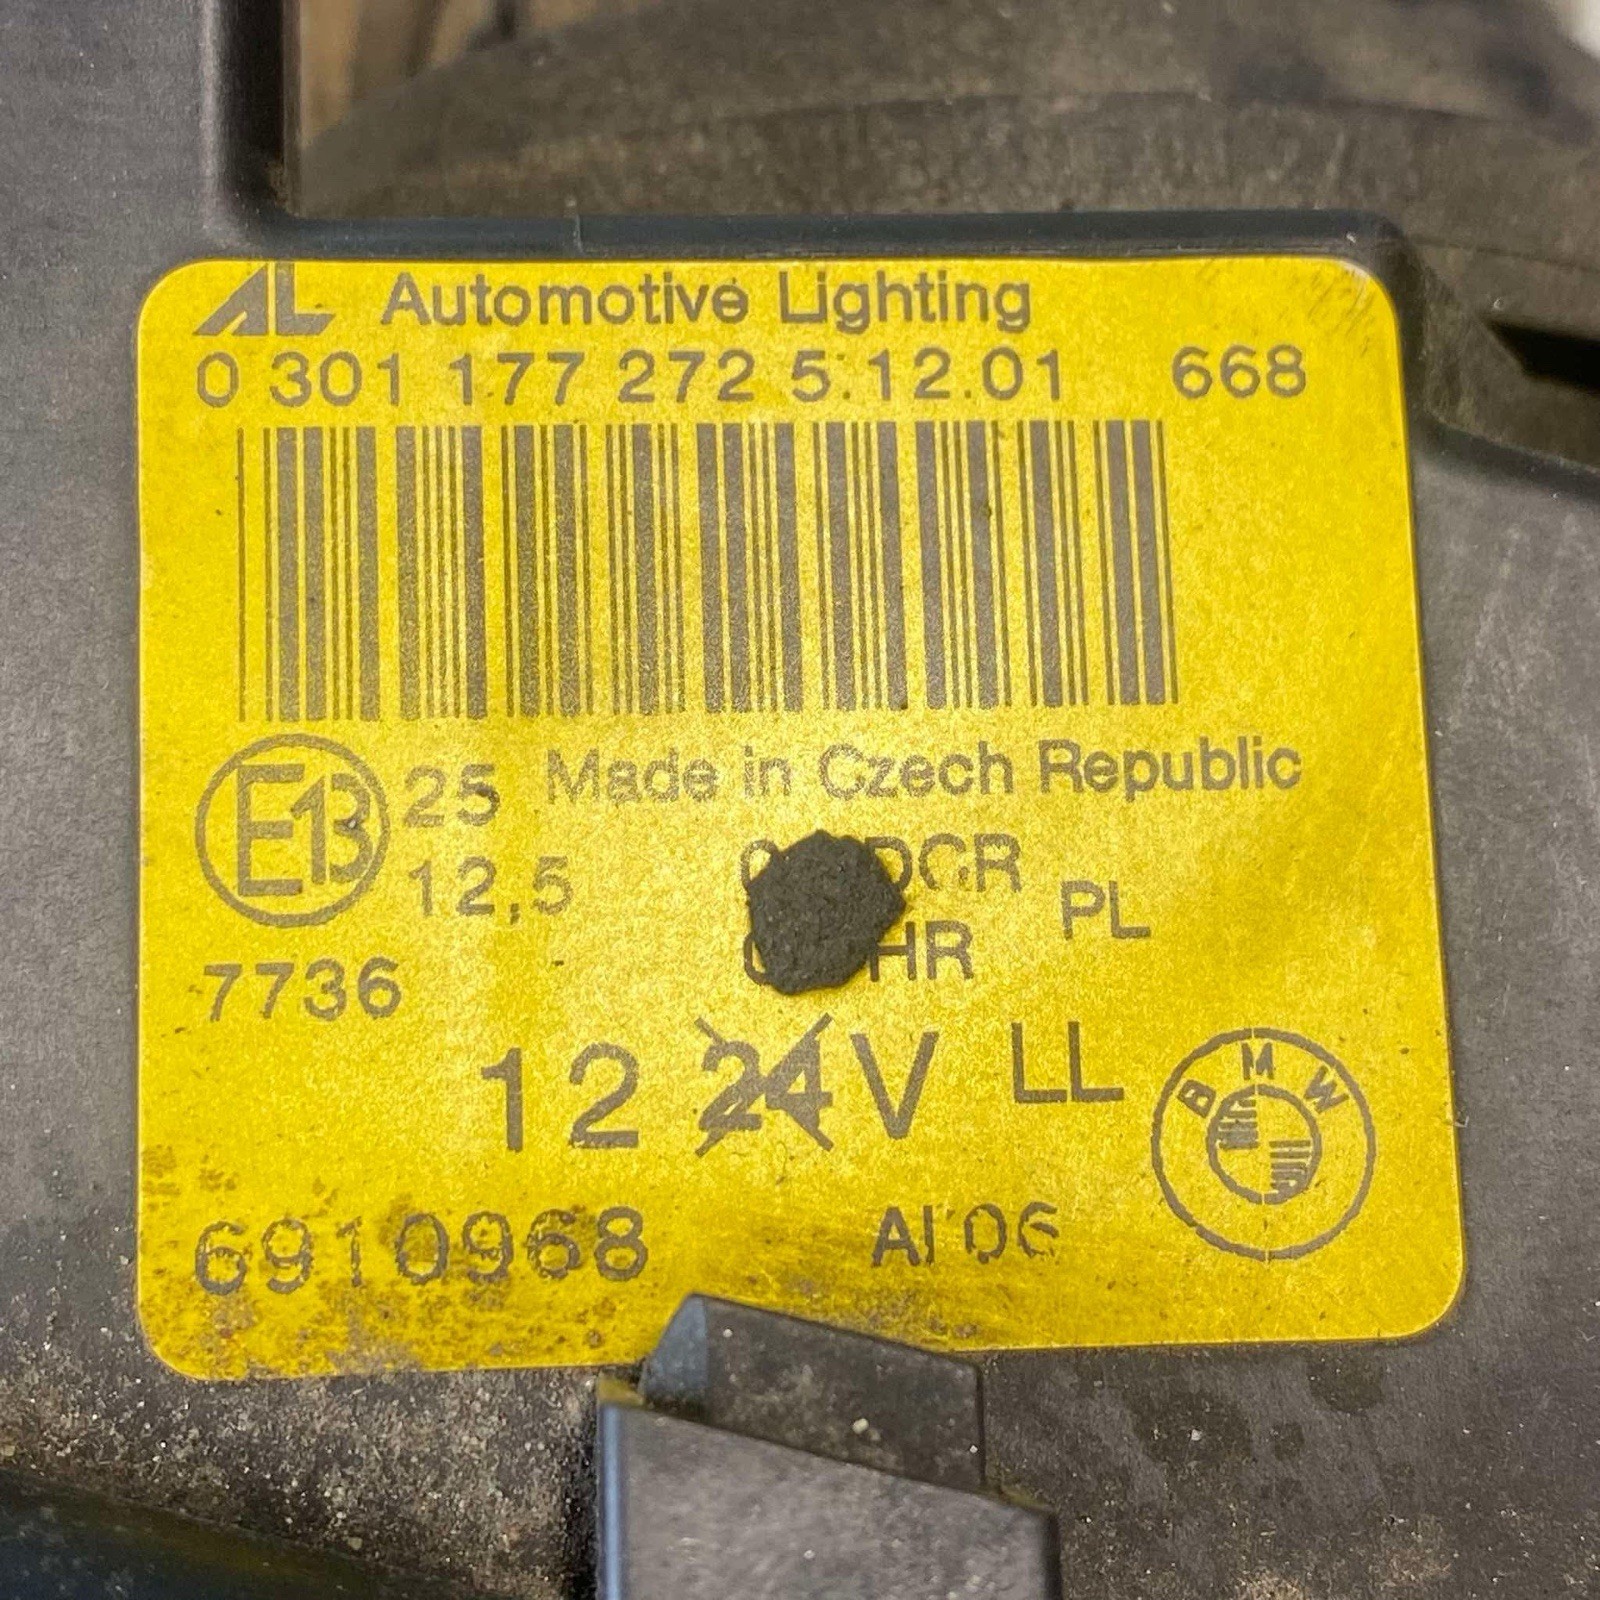 AL Automotive Lighting
0 301 177 272 5.12.01 668
E13 25 Made in Czech Republic
12,5
DCR
PL
HR
7736
12 24 V LL
BMW
6910968 AI 06